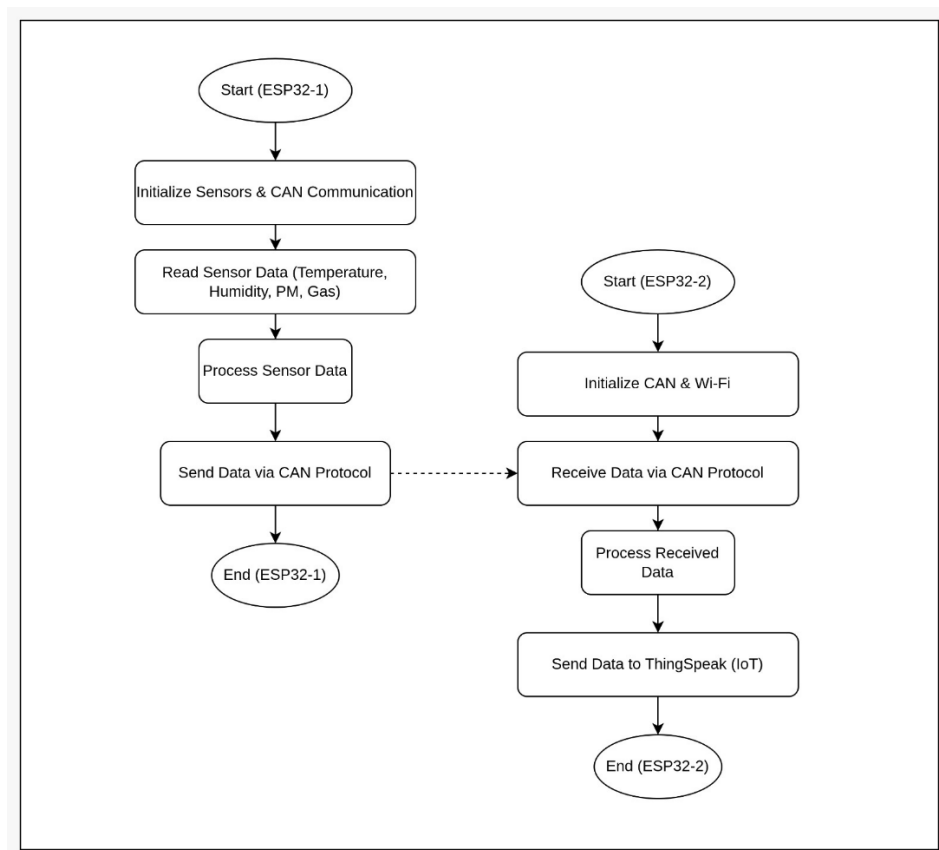 Start (ESP32-1)
Initialize Sensors & CAN Communication
Read Sensor Data (Temperature,
Humidity, PM, Gas)
Process Sensor Data
Send Data via CAN Protocol
End (ESP32-1)
Start (ESP32-2)
Initialize CAN & Wi-Fi
Receive Data via CAN Protocol
Process Received
Data
Send Data to ThingSpeak (IoT)
End (ESP32-2)